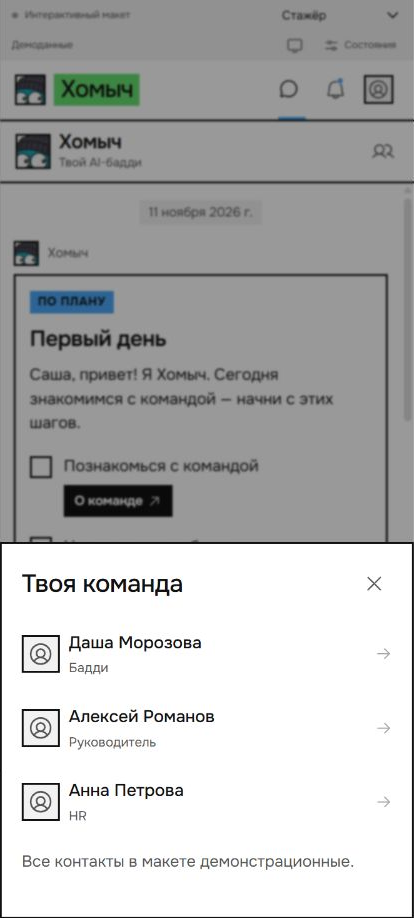 Интерактивный макет
Стажёр
Демоданные
Состояния
Хомыч
Хомыч
Твой AI-бадди
11 ноября 2026 г.
Хомыч
ПО ПЛАНУ
Первый день
Саша, привет! Я Хомыч. Сегодня
знакомимся с командой — начни с этих
шагов.
Познакомься с командой
О команде
Твоя команда
Даша Морозова
Бадди
Алексей Романов
Руководитель
Анна Петрова
HR
Все контакты в макете демонстрационные.